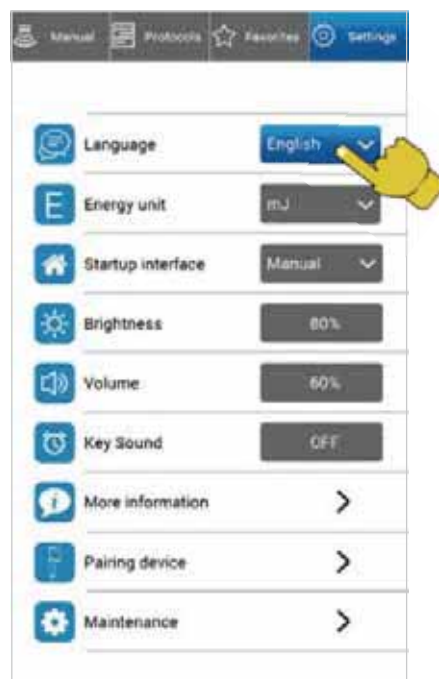 Manual Protocols Favorites Settings
Language English
E Energy unit mJ
Startup interface Manual
Brightness 80%
Volume 60%
Key Sound OFF
More information
Pairing device
Maintenance